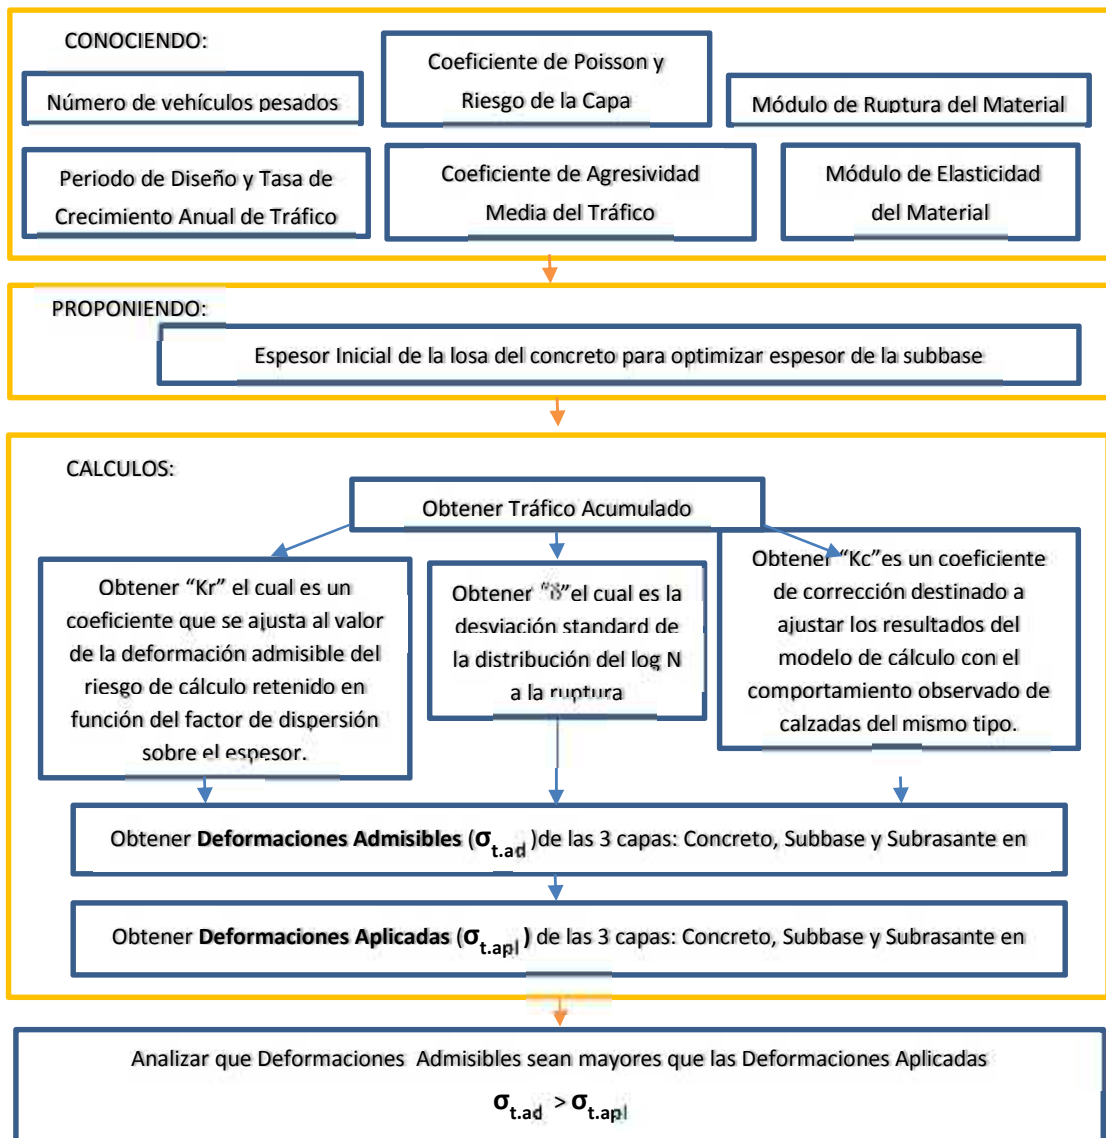 CONOCIENDO:
Número de vehículos pesados
Coeficiente de Poisson y
Riesgo de la Capa
Módulo de Ruptura del Material
Periodo de Diseño y Tasa de
Crecimiento Anual de Tráfico
Coeficiente de Agresividad
Media del Tráfico
Módulo de Elasticidad
del Material
PROPONIENDO:
Espesor Inicial de la losa del concreto para optimizar espesor de la subbase
CALCULOS:
Obtener Tráfico Acumulado
Obtener “Kr” el cual es un
coeficiente que se ajusta al valor
de la deformación admisible del
riesgo de cálculo retenido en
función del factor de dispersión
sobre el espesor.
Obtener el cual es la
desviación standard de
la distribución del log N
a la ruptura
Obtener “Kc”es un coeficiente
de corrección destinado a
ajustar los resultados del
modelo de cálculo con el
comportamiento observado de
calzadas del mismo tipo.
Obtener Deformaciones Admisibles (σt.ad )de las 3 capas: Concreto, Subbase y Subrasante en
Obtener Deformaciones Aplicadas (σt.apl) de las 3 capas: Concreto, Subbase y Subrasante en
Analizar que Deformaciones Admisibles sean mayores que las Deformaciones Aplicadas
σt.ad > σt.apl